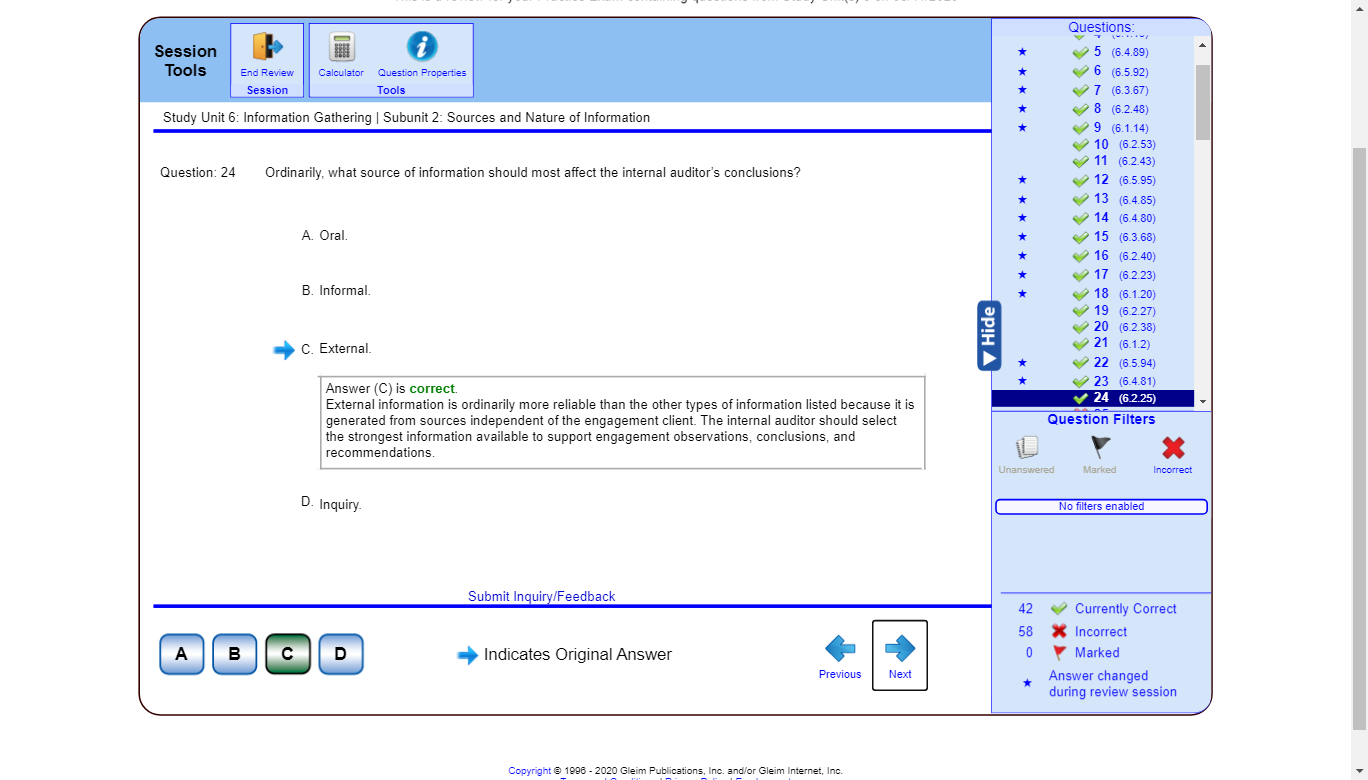 Session
Tools
End Review
Session
Calculator
Question Properties
Tools
Study Unit 6: Information Gathering | Subunit 2: Sources and Nature of Information
Question: 24 Ordinarily, what source of information should most affect the internal auditor's conclusions?
A. Oral.
B. Informal.
C. External.
Answer (C) is correct.
External information is ordinarily more reliable than the other types of information listed because it is
generated from sources independent of the engagement client. The internal auditor should select
the strongest information available to support engagement observations, conclusions, and
recommendations.
D. Inquiry.
Submit Inquiry/Feedback
A B C D
Indicates Original Answer
Previous
Next
Hide
Questions:
5 (6.4.89)
6 (6.5.92)
7 (6.3.67)
8 (6.2.48)
9 (6.1.14)
10 (6.2.53)
11 (6.2.43)
12 (6.5.95)
13 (6.4.85)
14 (6.4.80)
15 (6.3.68)
16 (6.2.40)
17 (6.2.23)
18 (6.1.20)
19 (6.2.27)
20 (6.2.38)
21 (6.1.2)
22 (6.5.94)
23 (6.4.81)
24 (6.2.25)
Question Filters
Unanswered
Marked
Incorrect
No filters enabled
42 Currently Correct
58 Incorrect
0 Marked
Answer changed
during review session
Copyright © 1996 - 2020 Gleim Publications, Inc. and/or Gleim Internet, Inc.